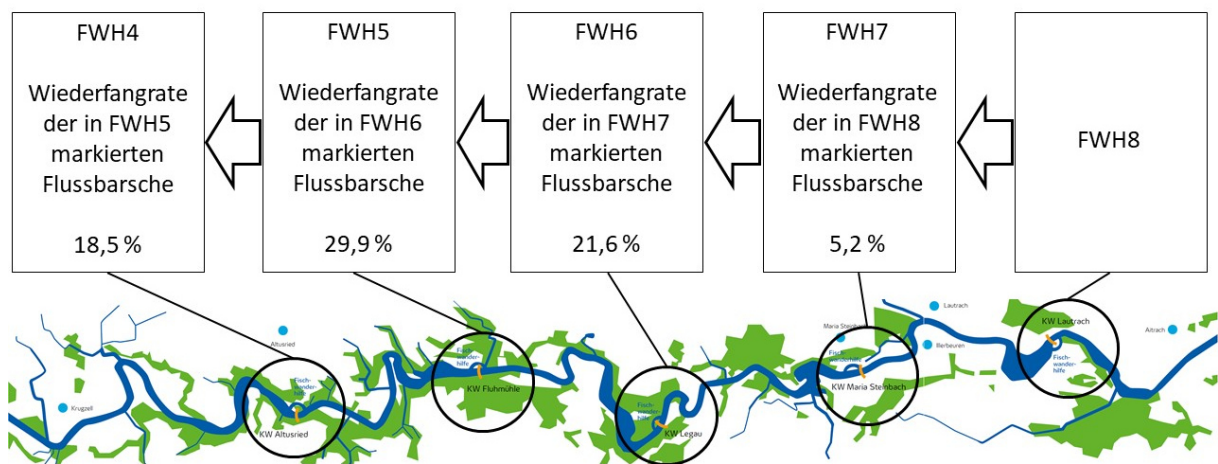 FWH4
Wiederfangrate
der in FWH5
markierten
Flussbarsche
18,5 %
FWH5
Wiederfangrate
der in FWH6
markierten
Flussbarsche
29,9 %
FWH6
Wiederfangrate
der in FWH7
markierten
Flussbarsche
21,6 %
FWH7
Wiederfangrate
der in FWH8
markierten
Flussbarsche
5,2 %
FWH8
Krugzell
Altusried
Fisch-
wander-
hilfe
KW Altusried
Fisch-
wander-
hilfe
KW Fluhmühle
Fisch-
wander-
hilfe
KW Legau
Maria Steinbach
Fischwanderhilfe
KW Maria Steinbach
Lautrach
Illerbeuren
KW Lautrach
Fisch-
wander-
hilfe
Aitrach